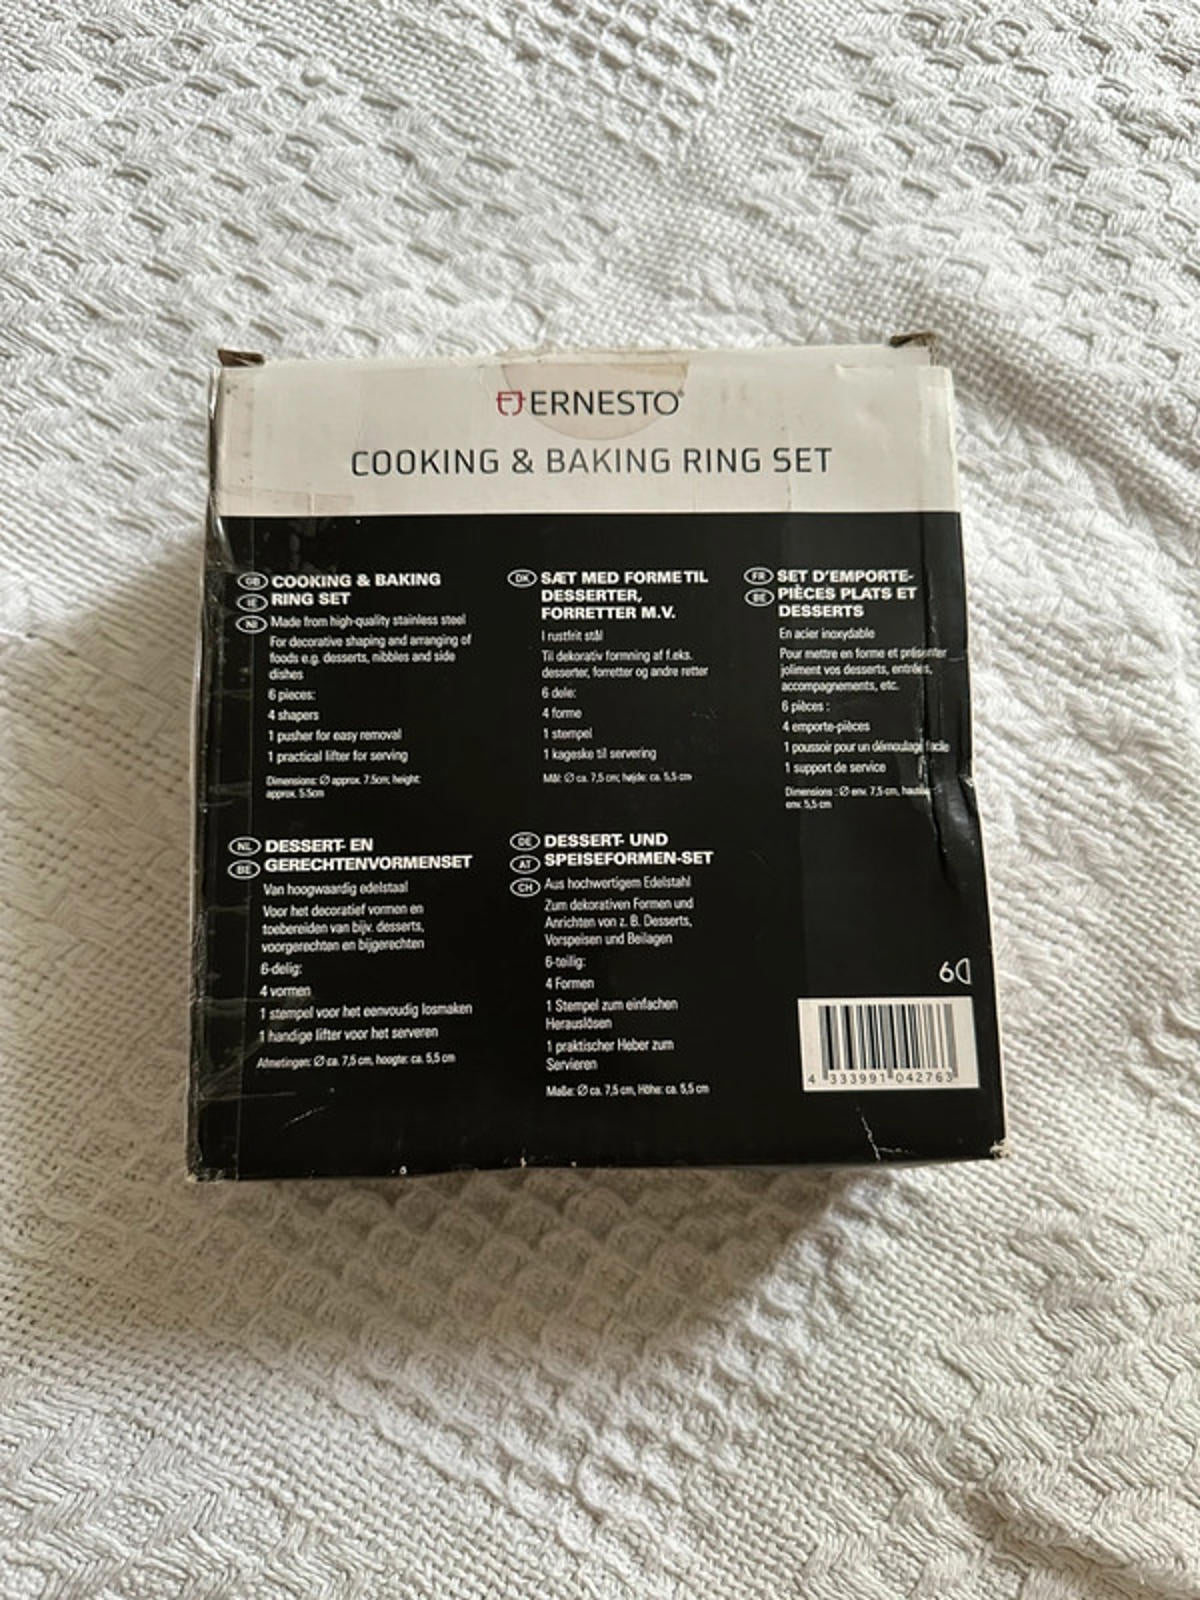 ERNESTO®
COOKING & BAKING RING SET
GB IE NI
COOKING & BAKING
RING SET
Made from high-quality stainless steel
For decorative shaping and arranging of
foods e.g. desserts, nibbles and side
dishes
6 pieces:
4 shapers
1 pusher for easy removal
1 practical lifter for serving
Dimensions: Ø approx. 7.5cm; height:
approx. 5.5cm
DK
SÆT MED FORME TIL
DESSERTER,
FORRETTER M.V.
I rustfrit stål
Til dekorativ formning af f.eks.
desserter, forretter og andre retter
6 dele:
4 forme
1 stempel
1 kageske til servering
Mål: Ø ca. 7,5 cm; højde: ca. 5,5 cm
FR BE
SET D'EMPORTE-
PIÈCES PLATS ET
DESSERTS
En acier inoxydable
Pour mettre en forme et présenter
joliment vos desserts, entrées,
accompagnements, etc.
6 pièces :
4 emporte-pièces
1 poussoir pour un démoulage facile
1 support de service
Dimensions : Ø env. 7,5 cm, hauteur
env. 5,5 cm
NL BE
DESSERT- EN
GERECHTENVORMENSET
Van hoogwaardig edelstaal
Voor het decoratief vormen en
toebereiden van bijv. desserts,
voorgerechten en bijgerechten
6-delig:
4 vormen
1 stempel voor het eenvoudig losmaken
1 handige lifter voor het serveren
Afmetingen: Ø ca. 7,5 cm, hoogte: ca. 5,5 cm
DE AT CH
DESSERT- UND
SPEISEFORMEN-SET
Aus hochwertigem Edelstahl
Zum dekorativen Formen und
Anrichten von z. B. Desserts,
Vorspeisen und Beilagen
6-teilig:
4 Formen
1 Stempel zum einfachen
Herauslösen
1 praktischer Heber zum
Servieren
Maße: Ø ca. 7,5 cm, Höhe: ca. 5,5 cm
6
4 333991 042763